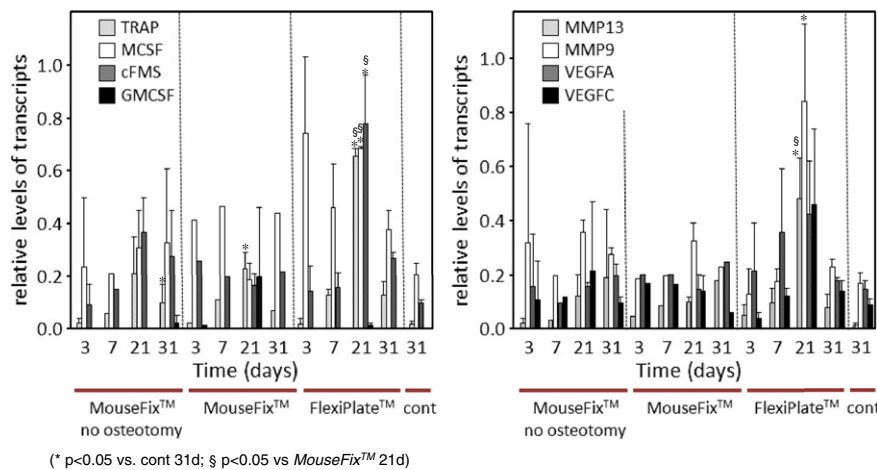 TRAP
MCSF
cFMS
GMCSF
relative levels of transcripts
1.0
0.8
0.6
0.4
0.2
0.0
* * § * § * § *
3 7 21 31 3 7 21 31 3 7 21 31 31
Time (days)
MouseFix™ no osteotomy
MouseFix™
FlexiPlate™
cont
MMP13
MMP9
VEGFA
VEGFC
relative levels of transcripts
1.0
0.8
0.6
0.4
0.2
0.0
§ * *
3 7 21 31 3 7 21 31 3 7 21 31 31
Time (days)
MouseFix™ no osteotomy
MouseFix™
FlexiPlate™
cont
(* p<0.05 vs. cont 31d; § p<0.05 vs MouseFix™ 21d)